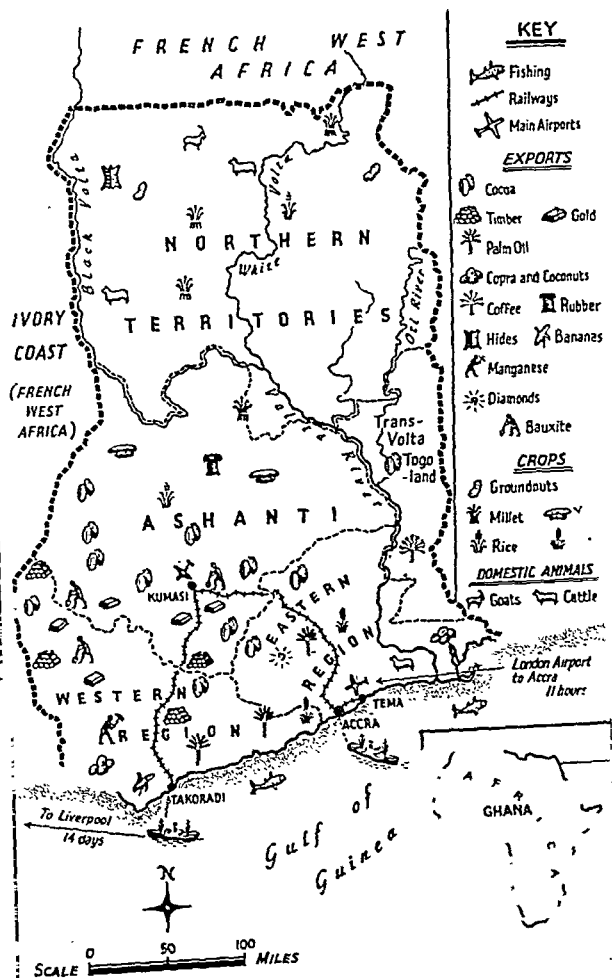 FRENCH WEST
AFRICA
Black Volta
White Volta
NORTHERN
TERRITORIES
Oti River
IVORY
COAST
(FRENCH
WEST
AFRICA)
Trans-
Volta
Togo
-land
ASHANTI
KUMASI
EASTERN
REGION
WESTERN
REGION
TEMA
ACCRA
TAKORADI
London Airport
to Accra
11 hours
To Liverpool
14 days
Gulf of
Guinea
N
0 50 100
SCALE MILES
KEY
Fishing
Railways
Main Airports
EXPORTS
Cocoa
Timber Gold
Palm Oil
Copra and Coconuts
Coffee Rubber
Hides Bananas
Manganese
Diamonds
Bauxite
CROPS
Groundnuts
Millet
Rice
DOMESTIC ANIMALS
Goats Cattle
AFRICA
GHANA